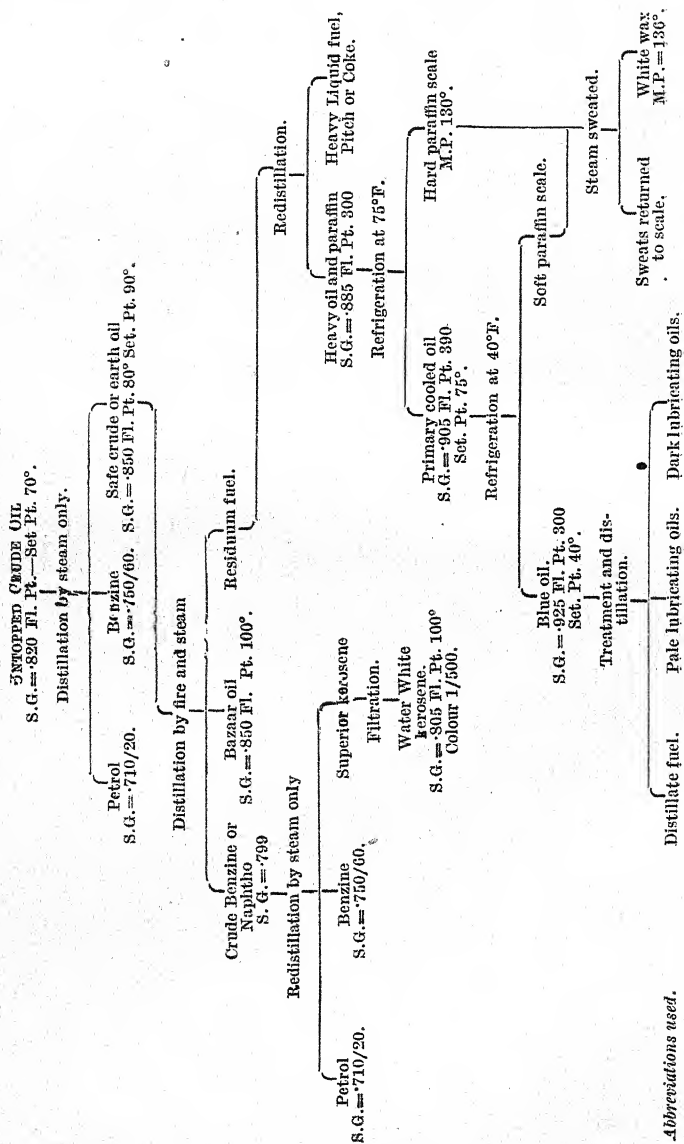 UNTOPPED CRUDE OIL
S.G.=·820 Fl. Pt.—Set Pt. 70°.
Distillation by steam only.
Petrol
S.G.=·710/20.
Benzine
S.G.=·750/60.
Safe crude or earth oil
S.G.=·850 Fl. Pt. 80° Set. Pt. 90°.
Distillation by fire and steam
Crude Benzine or
Naphtho
S. G.=·799
Bazaar oil
S.G.=·850 Fl. Pt. 100°.
Residuum fuel.
Redistillation by steam only
Petrol
S.G.=·710/20.
Benzine
S.G.=·750/60.
Superior kerosene
Filtration.
Water White
kerosene.
S.G.=·805 Fl. Pt. 100°
Colour 1/500.
Redistillation.
Heavy oil and paraffin
S.G.=·885 Fl. Pt. 300
Heavy Liquid fuel,
Pitch or Coke.
Refrigeration at 75°F.
Primary cooled oil
S.G.=·905 Fl. Pt. 390
Set. Pt. 75°.
Hard paraffin scale
M.P. 130°.
Refrigeration at 40°F.
Blue oil.
S.G.=·925 Fl. Pt. 300
Set. Pt. 40°.
Soft paraffin scale.
Treatment and dis-
tillation.
Steam sweated.
Distillate fuel.
Pale lubricating oils.
Dark lubricating oils.
Sweats returned
to scale.
White wax
M.P.=136°.
Abbreviations used.